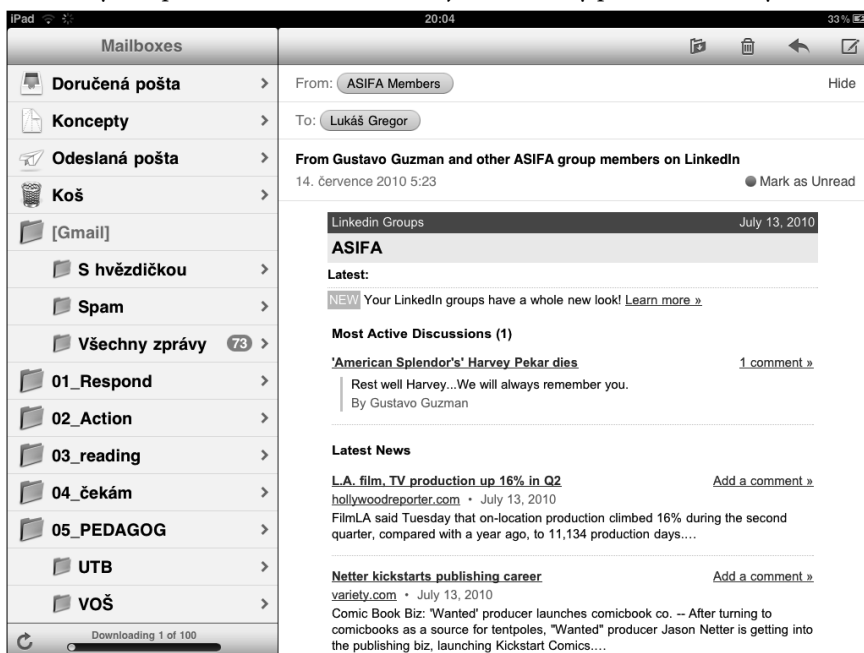 iPad 20:04 33 %
Mailboxes
Doručená pošta
Koncepty
Odeslaná pošta
Koš
[Gmail]
S hvězdičkou
Spam
Všechny zprávy 73
01_Respond
02_Action
03_reading
04_čekám
05_PEDAGOG
UTB
VOŠ
Downloading 1 of 100
From: ASIFA Members Hide
To: Lukáš Gregor
From Gustavo Guzman and other ASIFA group members on LinkedIn
14. července 2010 5:23 Mark as Unread
Linkedin Groups July 13, 2010
ASIFA
Latest:
NEW Your LinkedIn groups have a whole new look! Learn more »
Most Active Discussions (1)
'American Splendor's' Harvey Pekar dies 1 comment »
Rest well Harvey...We will always remember you.
By Gustavo Guzman
Latest News
L.A. film, TV production up 16% in Q2 Add a comment »
hollywoodreporter.com • July 13, 2010
FilmLA said Tuesday that on-location production climbed 16% during the second
quarter, compared with a year ago, to 11,134 production days....
Netter kickstarts publishing career Add a comment »
variety.com • July 13, 2010
Comic Book Biz: 'Wanted' producer launches comicbook co. -- After turning to
comicbooks as a source for tentpoles, "Wanted" producer Jason Netter is getting into
the publishing biz, launching Kickstart Comics....